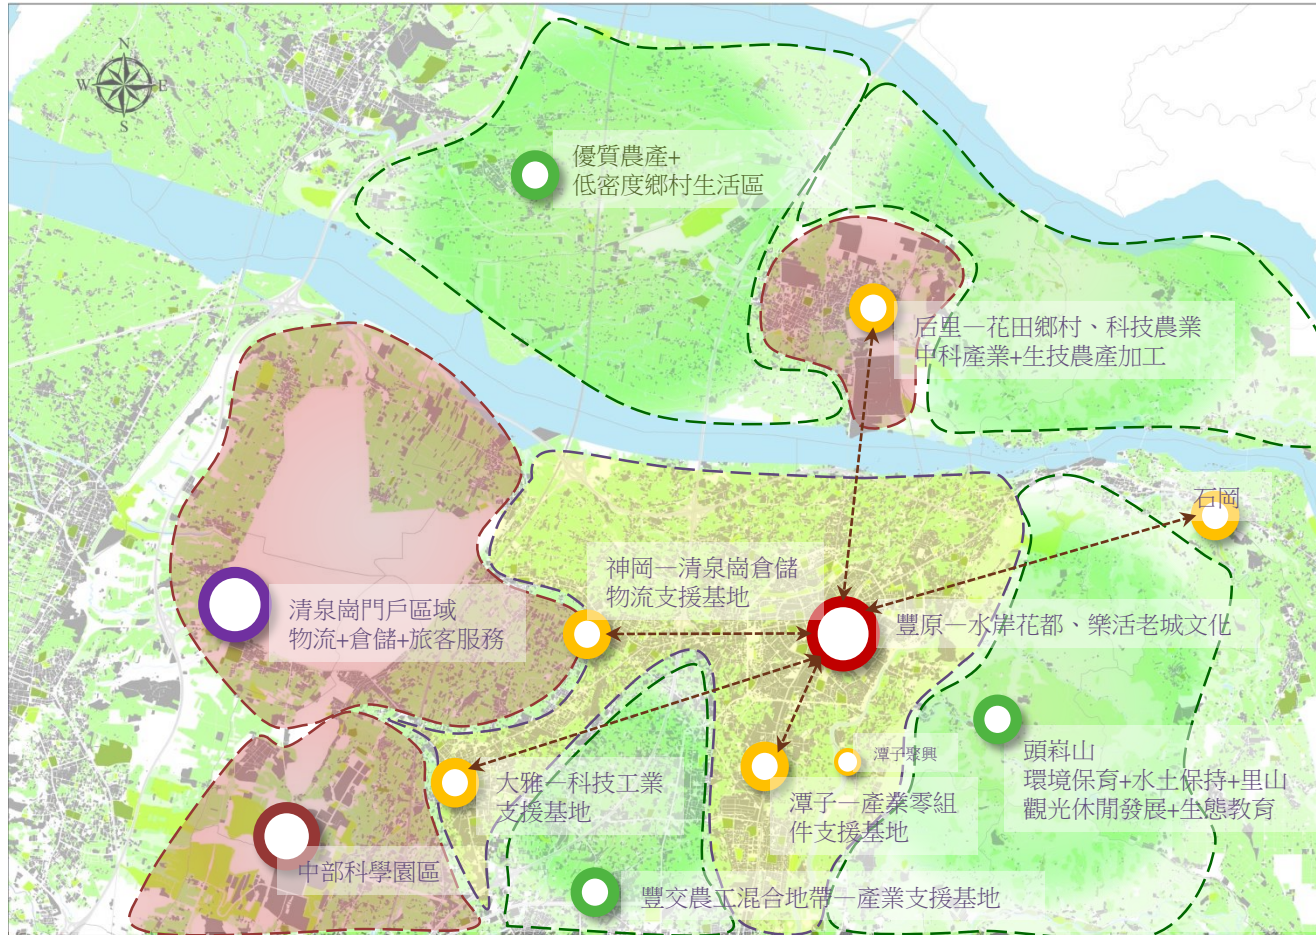 N
W
E
S
優質農產+
低密度鄉村生活區
后里—花田鄉村、科技農業
中科產業+生技農產加工
石岡
神岡—清泉崗倉儲
物流支援基地
清泉崗門戶區域
物流+倉儲+旅客服務
豐原—水岸花都、樂活老城文化
潭子聚興
頭嵙山
環境保育+水土保持+里山
觀光休閒發展+生態教育
大雅—科技工業
支援基地
潭子—產業零組
件支援基地
中部科學園區
豐交農工混合地帶—產業支援基地